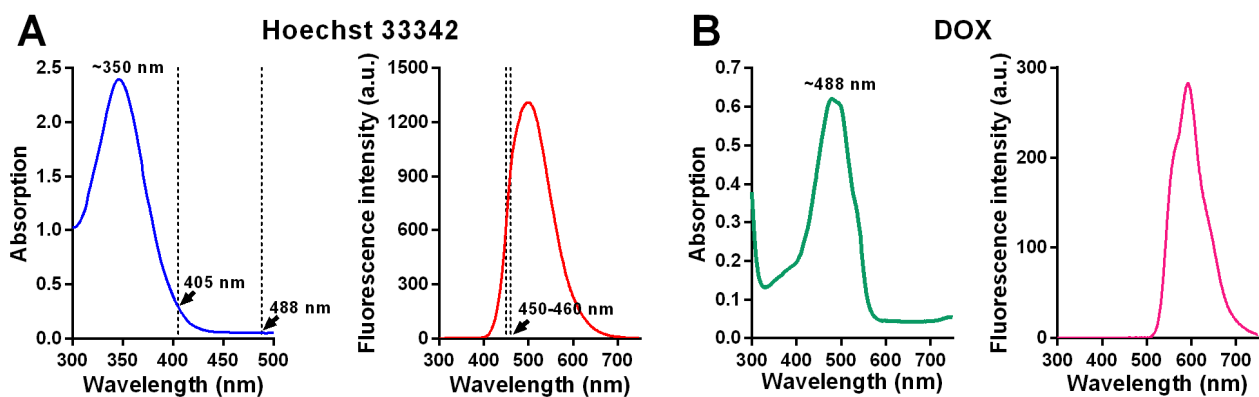 A
Hoechst 33342
B
DOX
~350 nm
2.5
2.0
1.5
1.0
0.5
0.0
Absorption
405 nm
488 nm
300
350
400
450
500
Wavelength (nm)
1500
1200
900
600
300
0
Fluorescence intensity (a.u.)
450-460 nm
300
400
500
600
700
Wavelength (nm)
~488 nm
0.7
0.6
0.5
0.4
0.3
0.2
0.1
0.0
Absorption
300
400
500
600
700
Wavelength (nm)
300
200
100
0
Fluorescence intensity (a.u.)
300
400
500
600
700
Wavelength (nm)